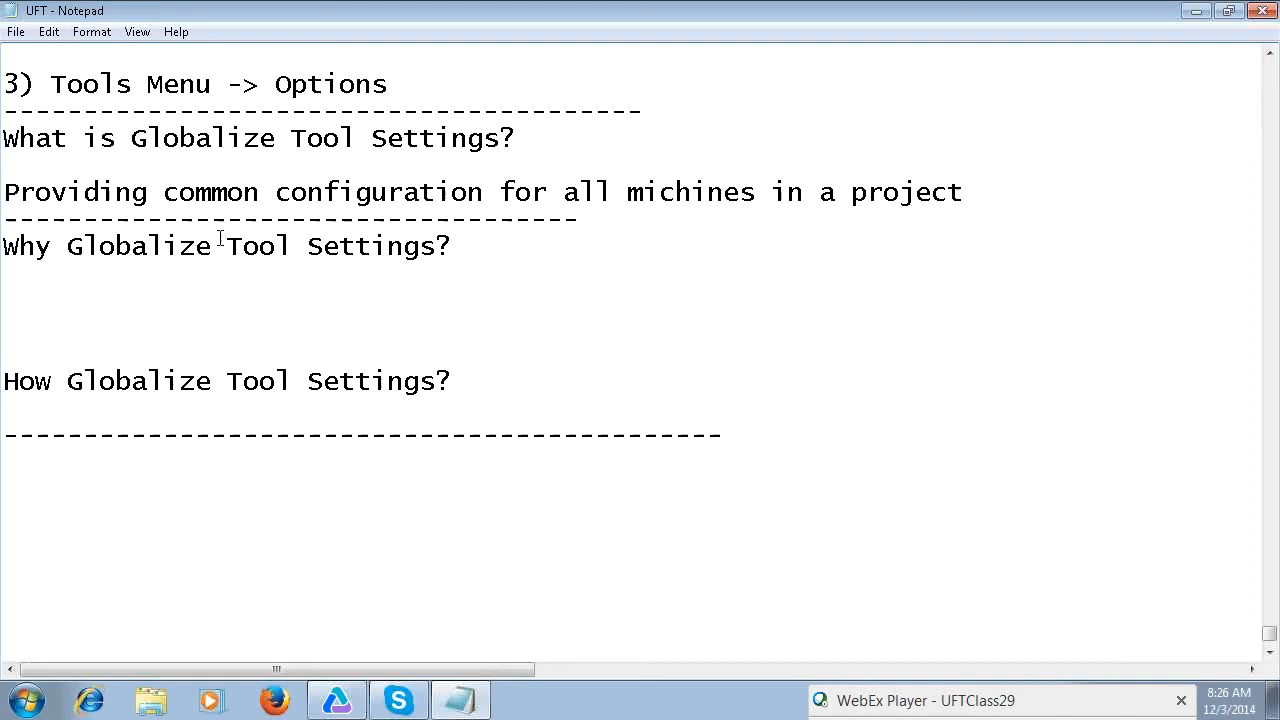 UFT - Notepad
File Edit Format View Help
3) Tools Menu -> Options
----------------------------------------
What is Globalize Tool Settings?
Providing common configuration for all michines in a project
------------------------------------
Why Globalize Tool Settings?
How Globalize Tool Settings?
---------------------------------------------
WebEx Player - UFTClass29
8:26 AM
12/3/2014